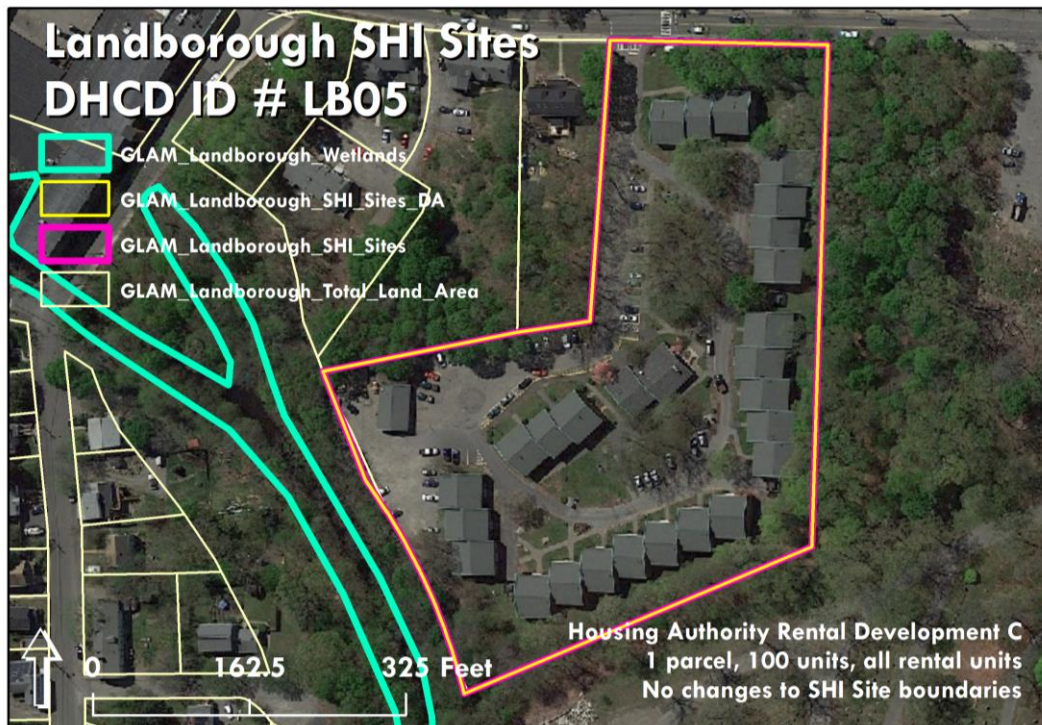 Landborough SHI Sites
DHCD ID # LB05
GLAM_Landborough_Wetlands
GLAM_Landborough_SHI_Sites_DA
GLAM_Landborough_SHI_Sites
GLAM_Landborough_Total_Land_Area
Housing Authority Rental Development C
1 parcel, 100 units, all rental units
No changes to SHI Site boundaries
0 162.5 325 Feet